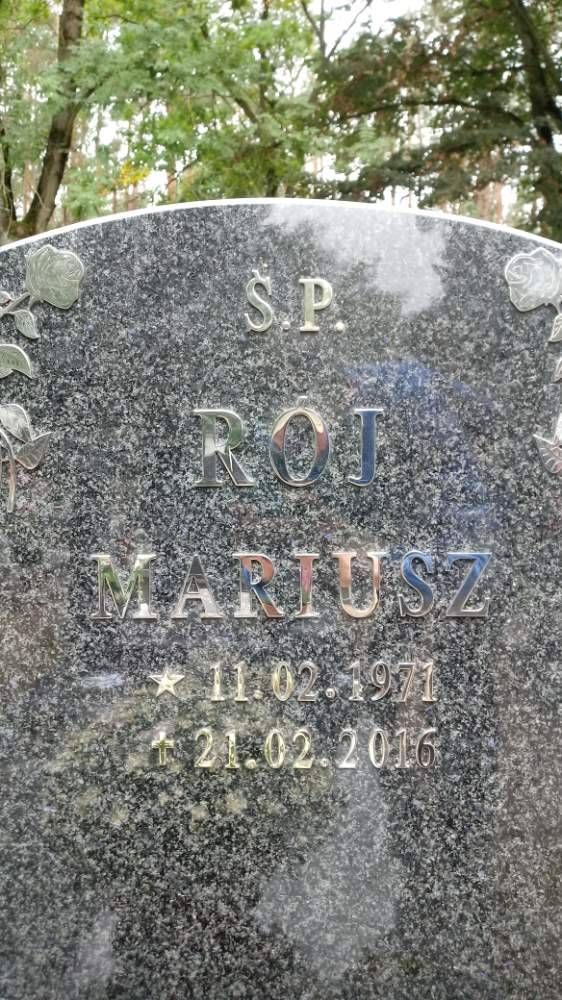 Ś.P.
RÓJ
MARIUSZ
★ 11.02.1971
✝ 21.02.2016